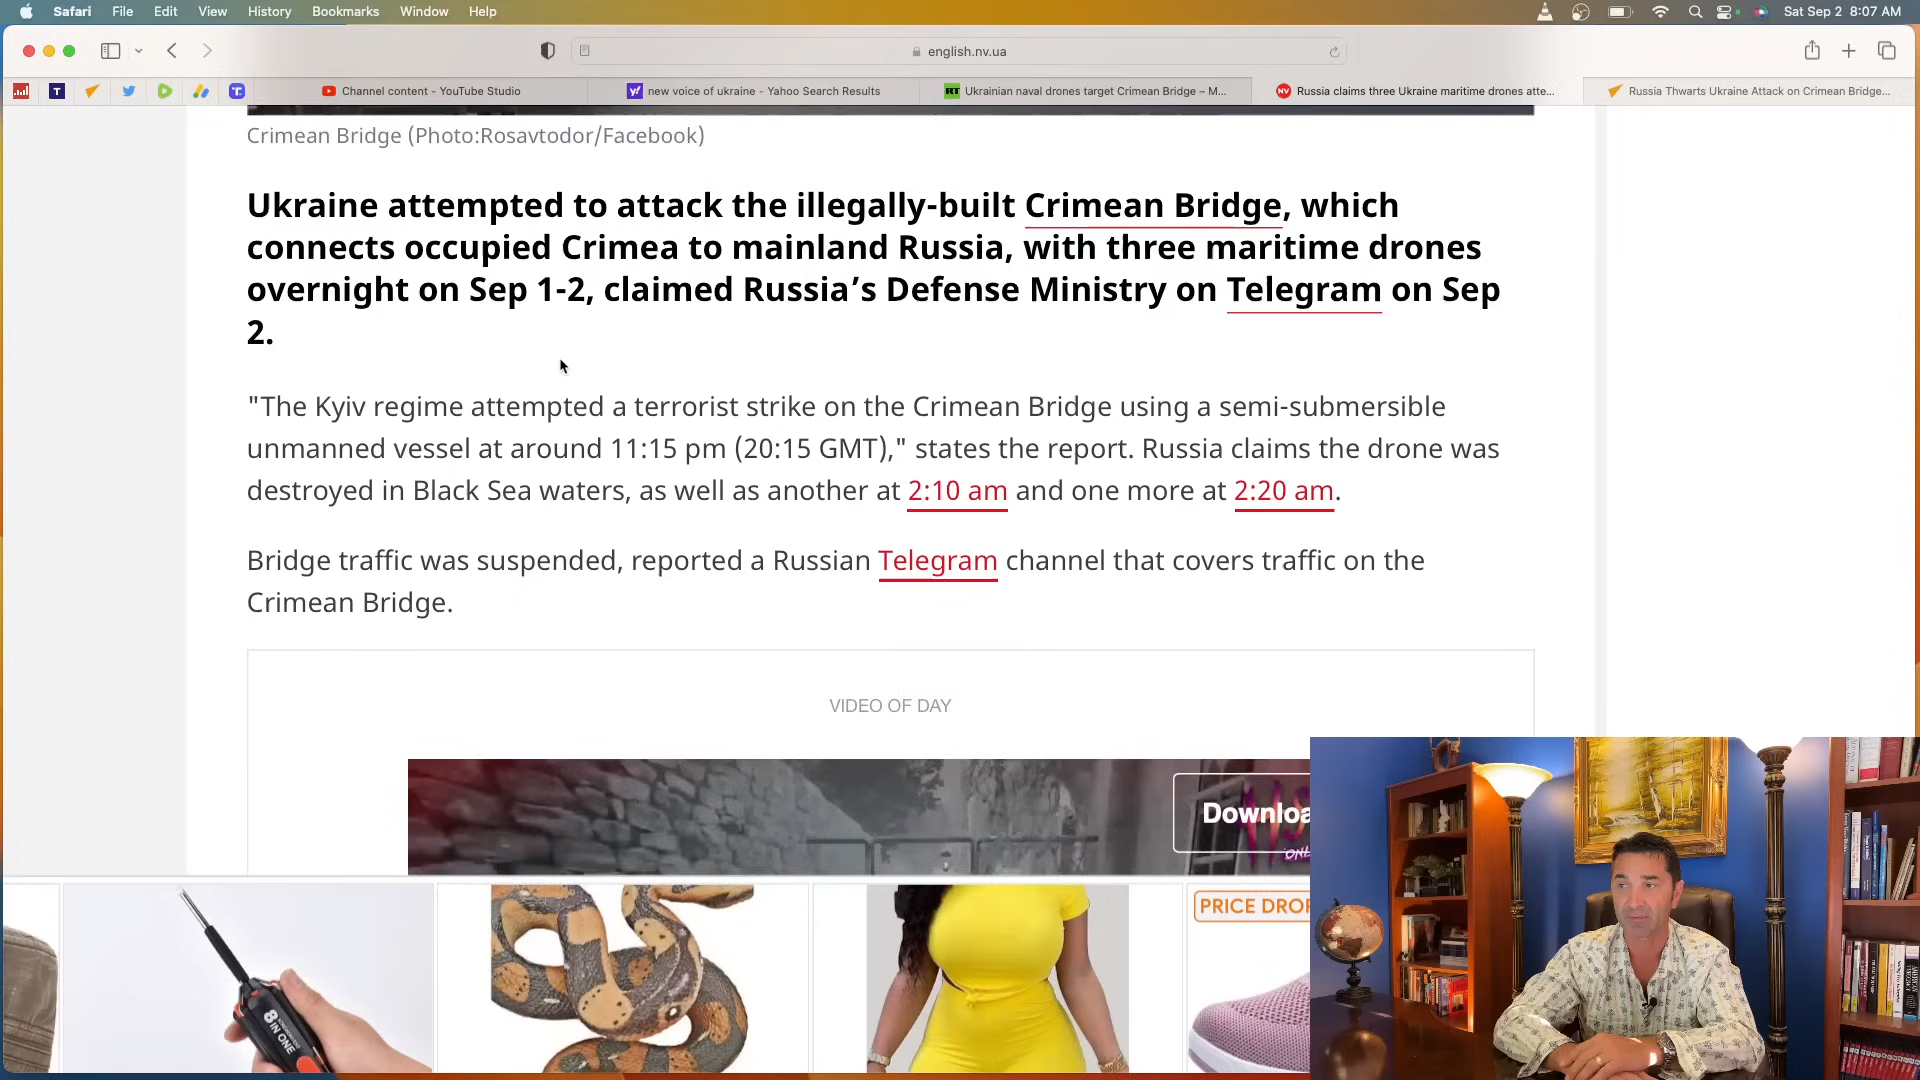 Safari File Edit View History Bookmarks Window Help Sat Sep 2 8:07 AM
english.nv.ua
Channel content - YouTube Studio
new voice of ukraine - Yahoo Search Results
RT Ukrainian naval drones target Crimean Bridge – M...
NV Russia claims three Ukraine maritime drones atte...
Russia Thwarts Ukraine Attack on Crimean Bridge...
Crimean Bridge (Photo:Rosavtodor/Facebook)
Ukraine attempted to attack the illegally-built Crimean Bridge, which
connects occupied Crimea to mainland Russia, with three maritime drones
overnight on Sep 1-2, claimed Russia’s Defense Ministry on Telegram on Sep
2.
"The Kyiv regime attempted a terrorist strike on the Crimean Bridge using a semi-submersible
unmanned vessel at around 11:15 pm (20:15 GMT)," states the report. Russia claims the drone was
destroyed in Black Sea waters, as well as another at 2:10 am and one more at 2:20 am.
Bridge traffic was suspended, reported a Russian Telegram channel that covers traffic on the
Crimean Bridge.
VIDEO OF DAY
Downloa
PRICE DROP
8 IN ONE